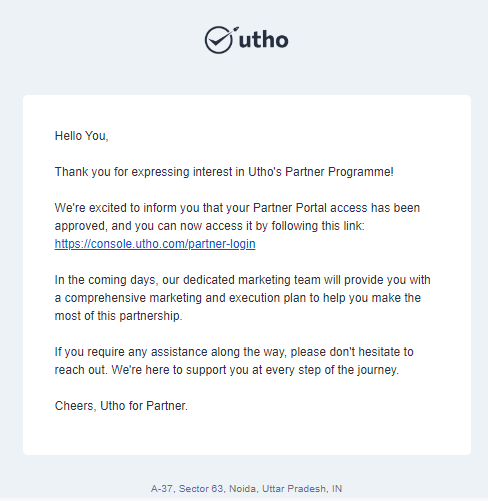 utho
Hello You,
Thank you for expressing interest in Utho's Partner Programme!
We're excited to inform you that your Partner Portal access has been
approved, and you can now access it by following this link:
https://console.utho.com/partner-login
In the coming days, our dedicated marketing team will provide you with
a comprehensive marketing and execution plan to help you make the
most of this partnership.
If you require any assistance along the way, please don't hesitate to
reach out. We're here to support you at every step of the journey.
Cheers, Utho for Partner.
A-37, Sector 63, Noida, Uttar Pradesh, IN